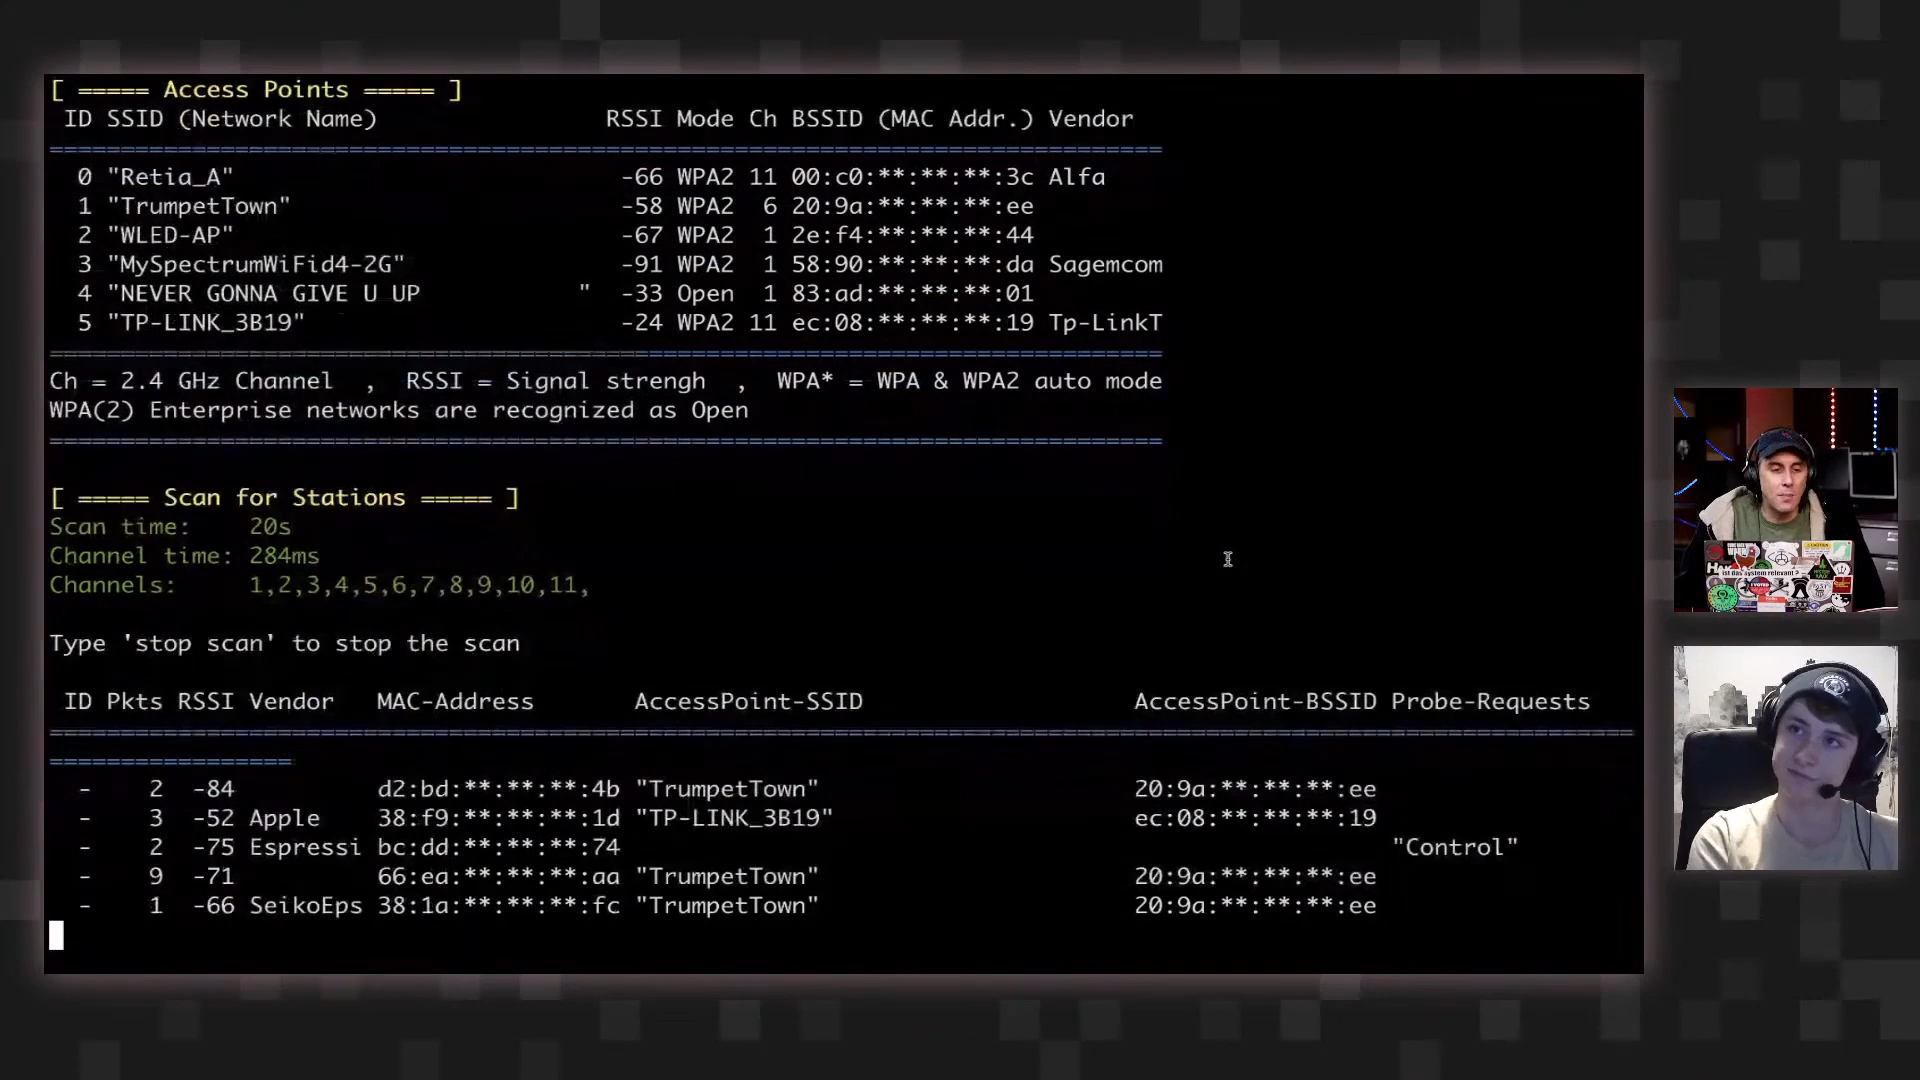 [ ===== Access Points ===== ]
ID SSID (Network Name) RSSI Mode Ch BSSID (MAC Addr.) Vendor
0 "Retia_A" -66 WPA2 11 00:c0:**:**:**:3c Alfa
1 "TrumpetTown" -58 WPA2 6 20:9a:**:**:**:ee
2 "WLED-AP" -67 WPA2 1 2e:f4:**:**:**:44
3 "MySpectrumWiFid4-2G" -91 WPA2 1 58:90:**:**:**:da Sagemcom
4 "NEVER GONNA GIVE U UP " -33 Open 1 83:ad:**:**:**:01
5 "TP-LINK_3B19" -24 WPA2 11 ec:08:**:**:**:19 Tp-LinkT
Ch = 2.4 GHz Channel , RSSI = Signal strengh , WPA* = WPA & WPA2 auto mode
WPA(2) Enterprise networks are recognized as Open
[ ===== Scan for Stations ===== ]
Scan time: 20s
Channel time: 284ms
Channels: 1,2,3,4,5,6,7,8,9,10,11,
Type 'stop scan' to stop the scan
ID Pkts RSSI Vendor MAC-Address AccessPoint-SSID AccessPoint-BSSID Probe-Requests
- 2 -84 d2:bd:**:**:**:4b "TrumpetTown" 20:9a:**:**:**:ee
- 3 -52 Apple 38:f9:**:**:**:1d "TP-LINK_3B19" ec:08:**:**:**:19
- 2 -75 Espressi bc:dd:**:**:**:74 "Control"
- 9 -71 66:ea:**:**:**:aa "TrumpetTown" 20:9a:**:**:**:ee
- 1 -66 SeikoEps 38:1a:**:**:**:fc "TrumpetTown" 20:9a:**:**:**:ee
ist das system relevant ?